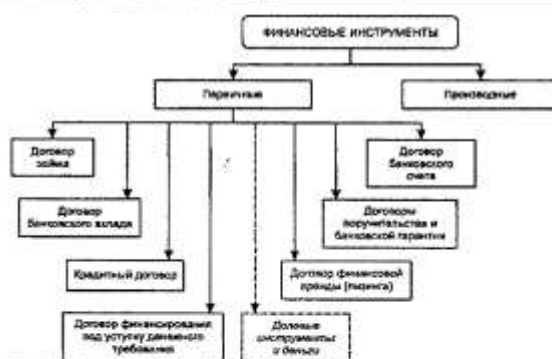 ФИНАНСОВЫЕ ИНСТРУМЕНТЫ
Первичные
Производные
Договор
займа
Договор
банковского
счета
Договор
банковского вклада
Договоры
поручительства и
банковской гарантии
Кредитный договор
Договор финансовой
аренды (лизинга)
Договор финансирования
под уступку денежного
требования
Долевые
инструменты
и деньги